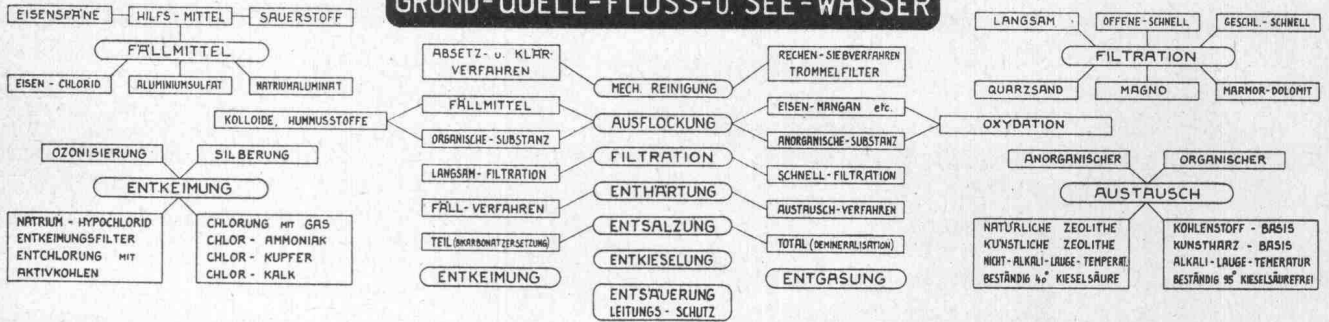 GRUND-QUELL-FLUSS-U. SEE-WASSER
EISENSPÄNE
HILFS-MITTEL
SAUERSTOFF
FÄLLMITTEL
EISEN-CHLORID
ALUMINIUMSULFAT
NATRIUMALUMINAT
KOLLOIDE, HUMMUSSTOFFE
OZONISIERUNG
SILBERUNG
ENTKEIMUNG
NATRIUM-HYPOCHLORID
ENTKEIMUNGSFILTER
ENTCHLORUNG MIT
AKTIVKOHLEN
CHLORUNG MIT GAS
CHLOR-AMMONIAK
CHLOR-KUPFER
CHLOR-KALK
ABSETZ- U. KLÄR-
VERFAHREN
FÄLLMITTEL
ORGANISCHE-SUBSTANZ
LANGSAM-FILTRATION
FÄLL-VERFAHREN
TEIL (BIKARBONATZERSETZUNG)
ENTKEIMUNG
MECH. REINIGUNG
AUSFLOCKUNG
FILTRATION
ENTHÄRTUNG
ENTSALZUNG
ENTKIESELUNG
ENTSÄUERUNG
LEITUNGS-SCHUTZ
RECHEN-SIEBVERFAHREN
TROMMELFILTER
EISEN-MANGAN etc.
ANORGANISCHE-SUBSTANZ
SCHNELL-FILTRATION
AUSTAUSCH-VERFAHREN
TOTAL (DEMINERALISATION)
ENTGASUNG
LANGSAM
OFFENE-SCHNELL
GESCHL.-SCHNELL
FILTRATION
QUARZSAND
MAGNO
MARMOR-DOLOMIT
OXYDATION
ANORGANISCHER
ORGANISCHER
AUSTAUSCH
NATÜRLICHE ZEOLITHE
KÜNSTLICHE ZEOLITHE
NICHT-ALKALI-LAUGE-TEMPERAT.
BESTÄNDIG 40° KIESELSÄURE
KOHLENSTOFF-BASIS
KUNSTHARZ-BASIS
ALKALI-LAUGE-TEMERATUR
BESTÄNDIG 95° KIESELSÄUREFREI